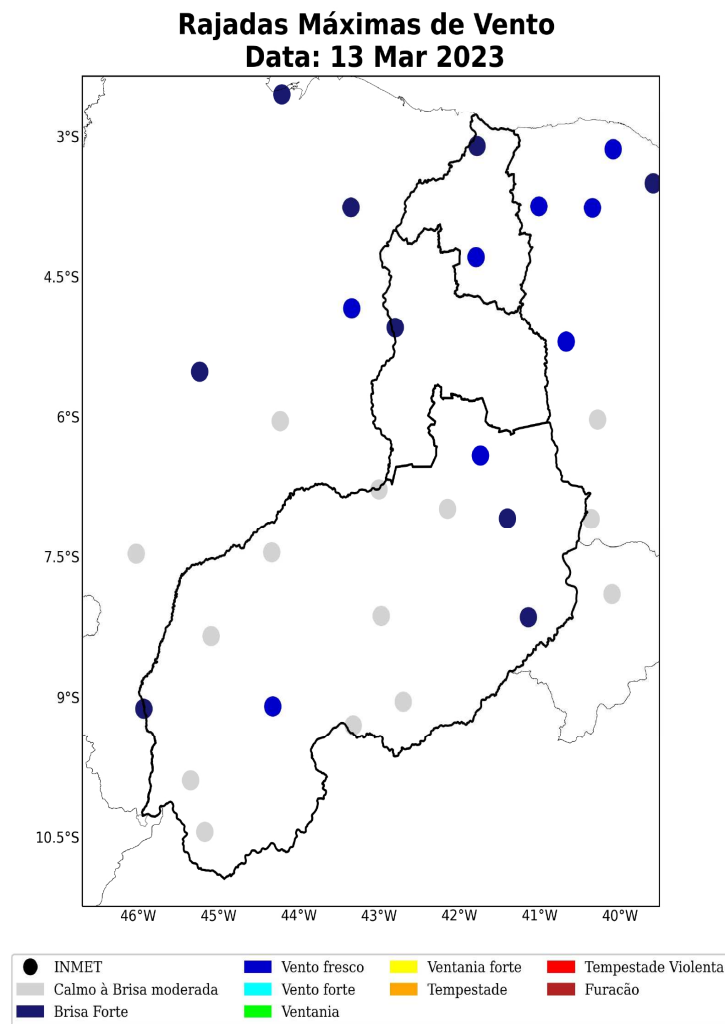 Rajadas Máximas de Vento
Data: 13 Mar 2023
3°S
4.5°S
6°S
7.5°S
9°S
10.5°S
46°W 45°W 44°W 43°W 42°W 41°W 40°W
INMET
Calmo à Brisa moderada
Brisa Forte
Vento fresco
Vento forte
Ventania
Ventania forte
Tempestade
Tempestade Violenta
Furacão